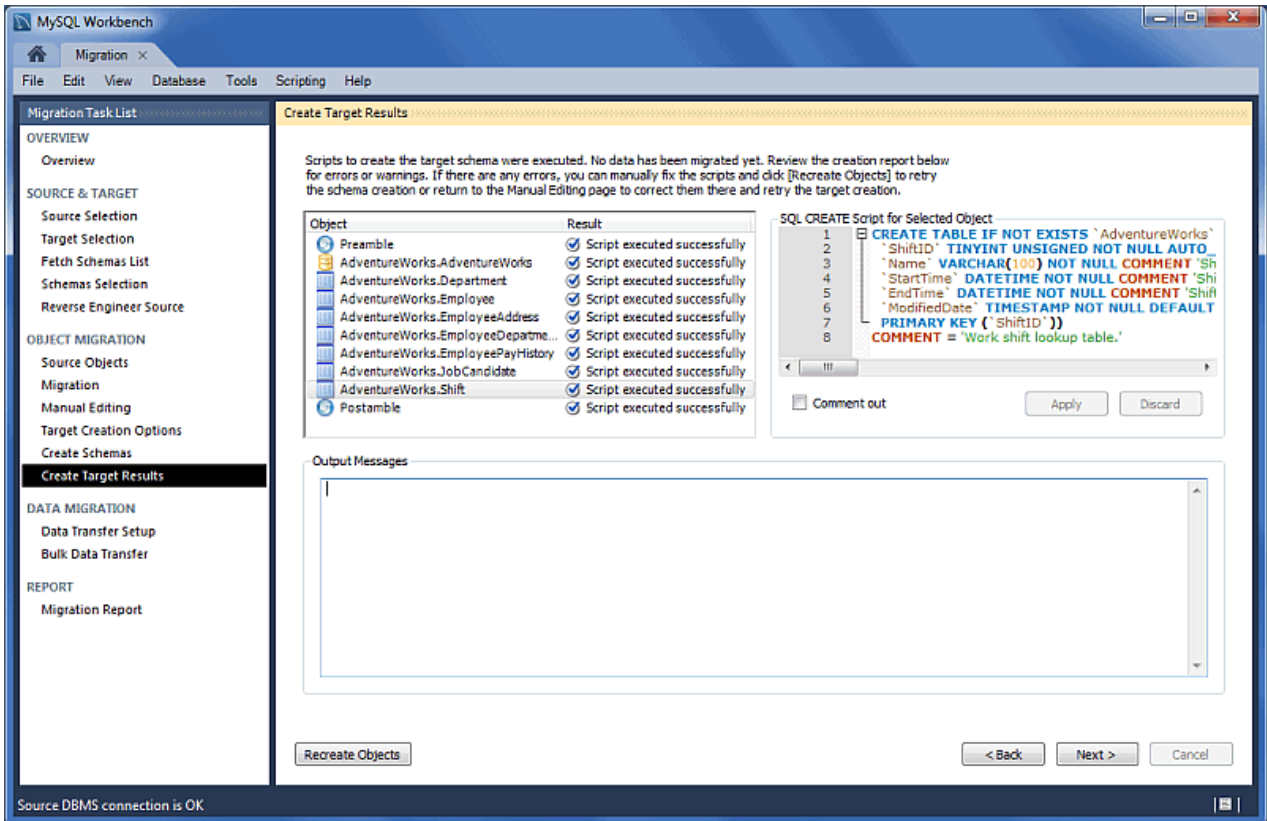 MySQL Workbench
Migration
File Edit View Database Tools Scripting Help
Migration Task List
OVERVIEW
Overview
SOURCE & TARGET
Source Selection
Target Selection
Fetch Schemas List
Schemas Selection
Reverse Engineer Source
OBJECT MIGRATION
Source Objects
Migration
Manual Editing
Target Creation Options
Create Schemas
Create Target Results
DATA MIGRATION
Data Transfer Setup
Bulk Data Transfer
REPORT
Migration Report
Create Target Results
Scripts to create the target schema were executed. No data has been migrated yet. Review the creation report below
for errors or warnings. If there are any errors, you can manually fix the scripts and click [Recreate Objects] to retry
the schema creation or return to the Manual Editing page to correct them there and retry the target creation.
Object Result
Preamble Script executed successfully
AdventureWorks.AdventureWorks Script executed successfully
AdventureWorks.Department Script executed successfully
AdventureWorks.Employee Script executed successfully
AdventureWorks.EmployeeAddress Script executed successfully
AdventureWorks.EmployeeDepartme... Script executed successfully
AdventureWorks.EmployeePayHistory Script executed successfully
AdventureWorks.JobCandidate Script executed successfully
AdventureWorks.Shift Script executed successfully
Postamble Script executed successfully
SQL CREATE Script for Selected Object
1 CREATE TABLE IF NOT EXISTS `AdventureWorks`
2 `ShiftID` TINYINT UNSIGNED NOT NULL AUTO_
3 `Name` VARCHAR(100) NOT NULL COMMENT 'Sh
4 `StartTime` DATETIME NOT NULL COMMENT 'Shi
5 `EndTime` DATETIME NOT NULL COMMENT 'Shift
6 `ModifiedDate` TIMESTAMP NOT NULL DEFAULT
7 PRIMARY KEY (`ShiftID`))
8 COMMENT = 'Work shift lookup table.'
Comment out Apply Discard
Output Messages
Recreate Objects < Back Next > Cancel
Source DBMS connection is OK